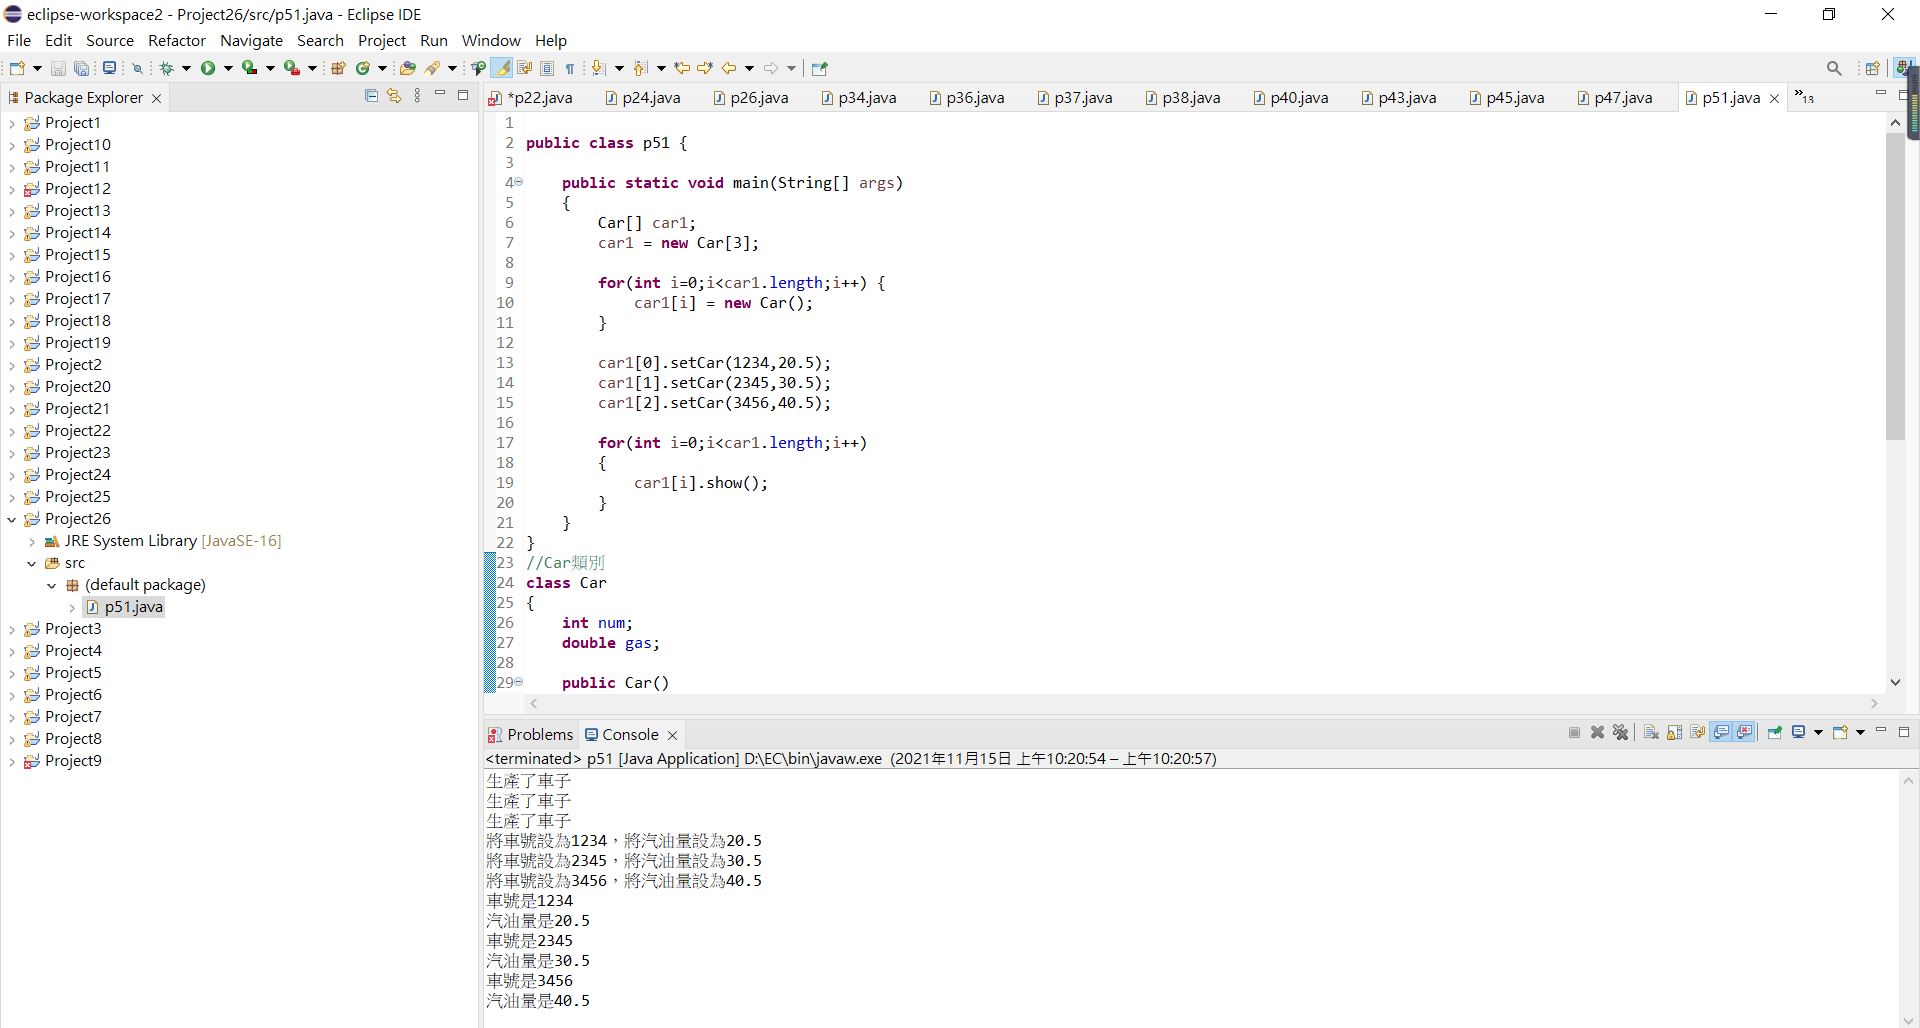 eclipse-workspace2 - Project26/src/p51.java - Eclipse IDE
File Edit Source Refactor Navigate Search Project Run Window Help
Package Explorer
Project1
Project10
Project11
Project12
Project13
Project14
Project15
Project16
Project17
Project18
Project19
Project2
Project20
Project21
Project22
Project23
Project24
Project25
Project26
JRE System Library [JavaSE-16]
src
(default package)
p51.java
Project3
Project4
Project5
Project6
Project7
Project8
Project9
*p22.java p24.java p26.java p34.java p36.java p37.java p38.java p40.java p43.java p45.java p47.java p51.java »13
1
2 public class p51 {
3
4     public static void main(String[] args)
5     {
6         Car[] car1;
7         car1 = new Car[3];
8
9         for(int i=0;i<car1.length;i++) {
10             car1[i] = new Car();
11         }
12
13         car1[0].setCar(1234,20.5);
14         car1[1].setCar(2345,30.5);
15         car1[2].setCar(3456,40.5);
16
17         for(int i=0;i<car1.length;i++)
18         {
19             car1[i].show();
20         }
21     }
22 }
23 //Car類別
24 class Car
25 {
26     int num;
27     double gas;
28
29     public Car()
Problems Console
<terminated> p51 [Java Application] D:\EC\bin\javaw.exe (2021年11月15日 上午10:20:54 – 上午10:20:57)
生產了車子
生產了車子
生產了車子
將車號設為1234，將汽油量設為20.5
將車號設為2345，將汽油量設為30.5
將車號設為3456，將汽油量設為40.5
車號是1234
汽油量是20.5
車號是2345
汽油量是30.5
車號是3456
汽油量是40.5